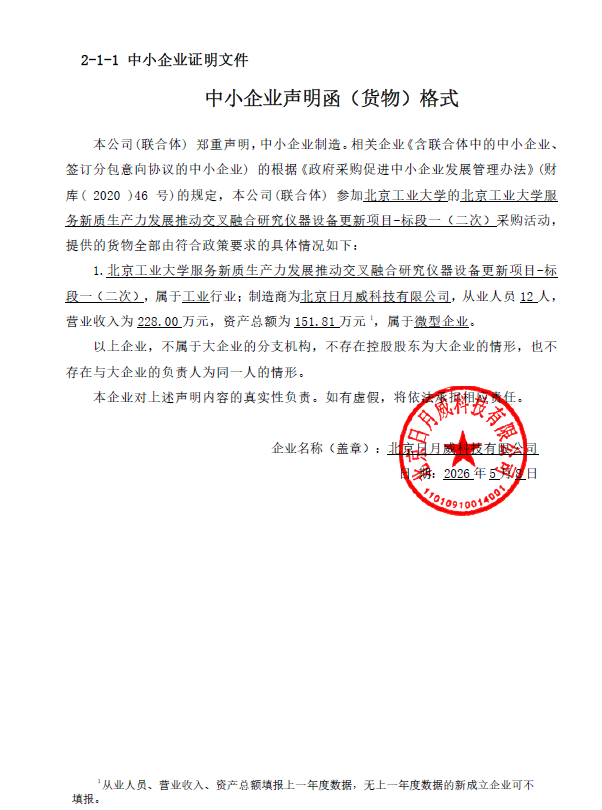 2-1-1 中小企业证明文件
中小企业声明函（货物）格式
本公司(联合体) 郑重声明，中小企业制造。相关企业《含联合体中的中小企业、
签订分包意向协议的中小企业) 的根据《政府采购促进中小企业发展管理办法》(财
库( 2020 )46 号)的规定，本公司(联合体) 参加北京工业大学的北京工业大学服
务新质生产力发展推动交叉融合研究仪器设备更新项目-标段一（二次）采购活动，
提供的货物全部由符合政策要求的具体情况如下：
1.北京工业大学服务新质生产力发展推动交叉融合研究仪器设备更新项目-标
段一（二次），属于工业行业；制造商为北京日月威科技有限公司，从业人员12人，
营业收入为 228.00 万元，资产总额为 151.81 万元¹，属于微型企业。
以上企业，不属于大企业的分支机构，不存在控股股东为大企业的情形，也不
存在与大企业的负责人为同一人的情形。
本企业对上述声明内容的真实性负责。如有虚假，将依法承担相应责任。
企业名称（盖章）：北京日月威科技有限公司
日 期：2026 年 5 月 8 日
北京日月威科技有限公司
11010910014001
¹从业人员、营业收入、资产总额填报上一年度数据，无上一年度数据的新成立企业可不
填报。